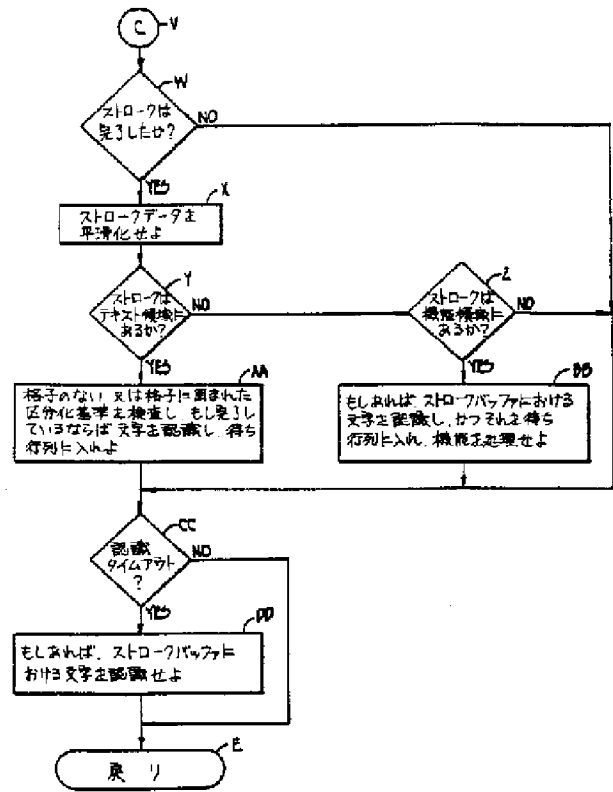 C
V
W
ストロークは
完了したか?
NO
YES
X
ストロークデータを
平滑化せよ
Y
ストロークは
テキスト領域に
あるか?
NO
YES
Z
ストロークは
機能領域に
あるか?
NO
YES
AA
格子のない 又は格子に囲まれた
区分化基準を検査し、もし完了して
いるならば文字を認識し、待ち
行列に入れよ
BB
もしあれば ストロークバッファにおける
文字を認識し、かつそれを待ち
行列に入れ、機能を処理せよ
CC
認識
タイムアウト
?
NO
YES
DD
もしあれば、ストロークバッファに
おける文字を認識せよ
E
戻り